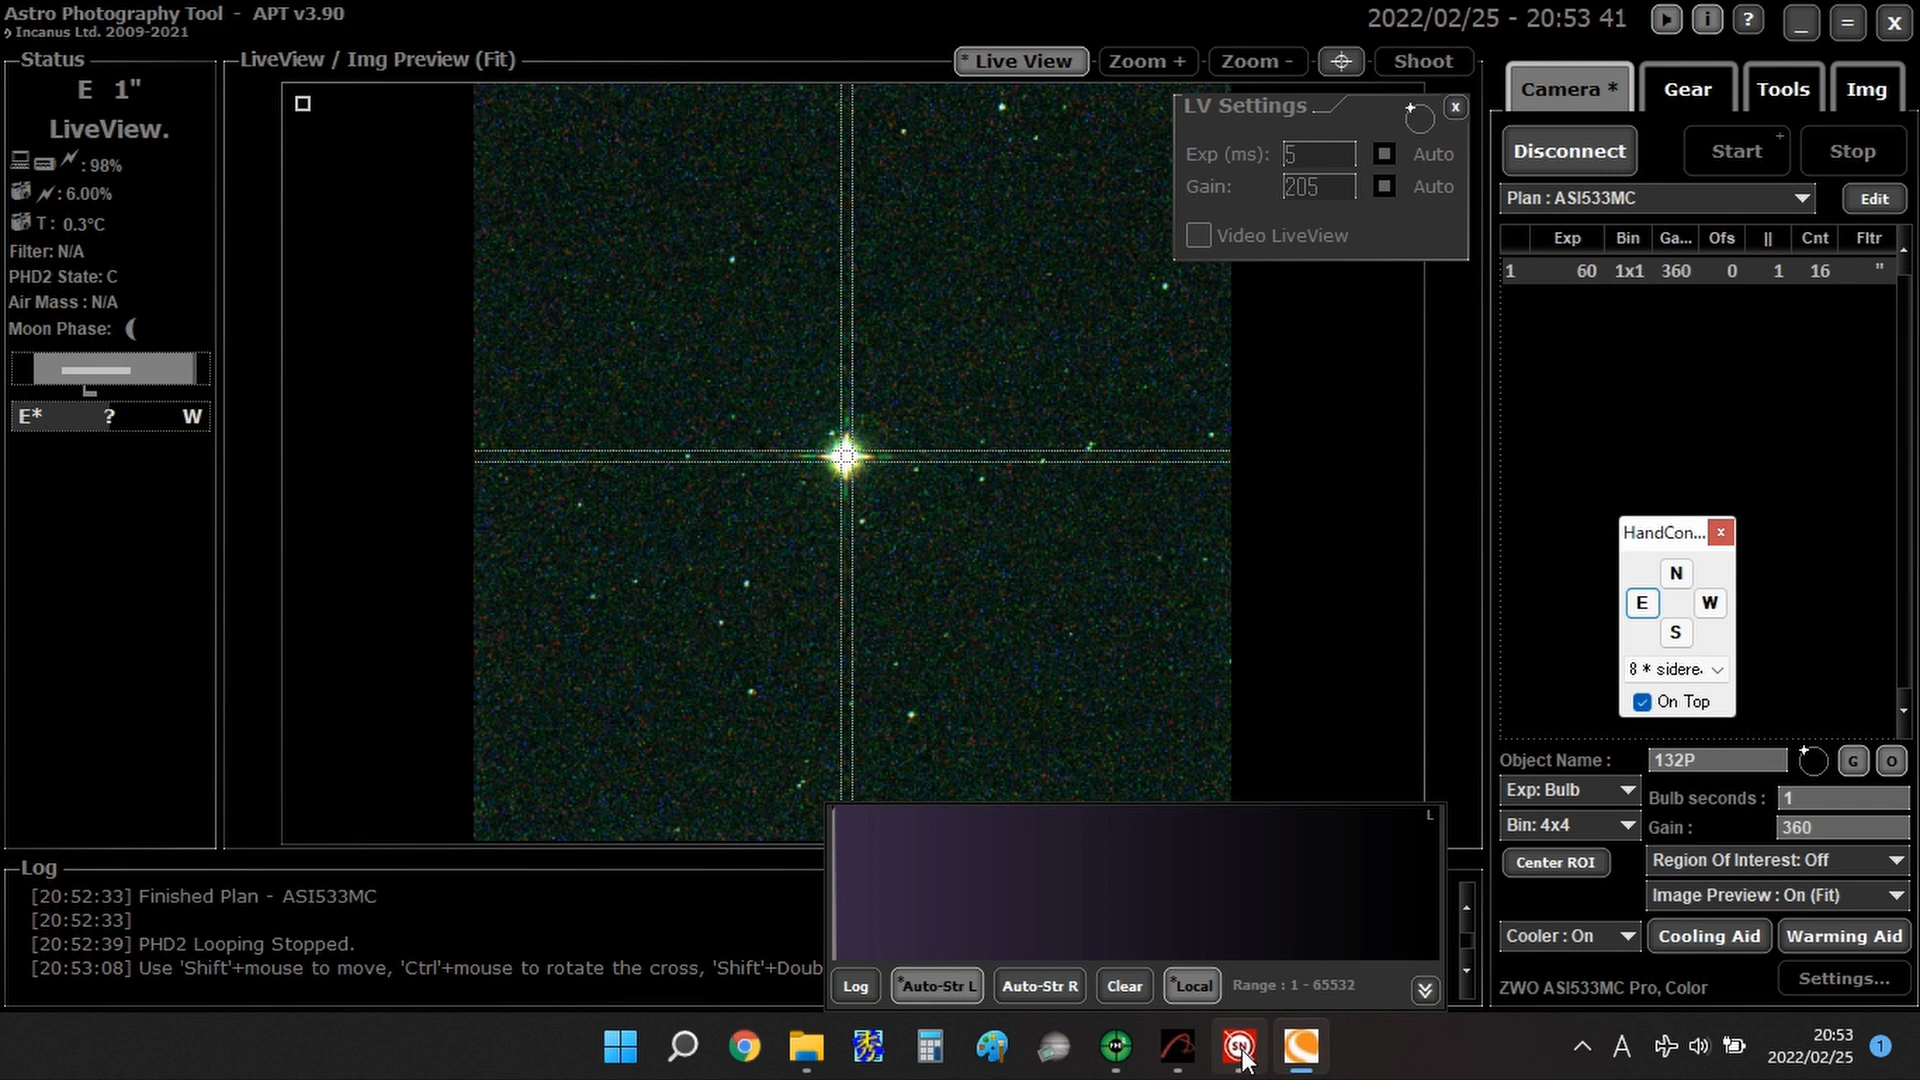 Astro Photography Tool - APT v3.90
Incanus Ltd. 2009-2021
2022/02/25 - 20:53 41
i
?
_
=
X
Status
E 1"
LiveView.
: 98%
: 6.00%
T : 0.3°C
Filter: N/A
PHD2 State: C
Air Mass : N/A
Moon Phase:
E* ? W
LiveView / Img Preview (Fit)
* Live View
Zoom +
Zoom -
Shoot
LV Settings
x
Exp (ms): 5 Auto
Gain: 205 Auto
Video LiveView
Camera *
Gear
Tools
Img
Disconnect
Start +
Stop
Plan : ASI533MC
Edit
Exp Bin Ga... Ofs || Cnt Fltr
1 60 1x1 360 0 1 16 "
HandCon... x
N
E W
S
8 * sidere.
On Top
Object Name : 132P G O
Exp: Bulb
Bulb seconds : 1
Bin: 4x4
Gain : 360
Center ROI
Region Of Interest: Off
Image Preview : On (Fit)
Cooler : On
Cooling Aid
Warming Aid
ZWO ASI533MC Pro, Color
Settings...
Log
[20:52:33] Finished Plan - ASI533MC
[20:52:33]
[20:52:39] PHD2 Looping Stopped.
[20:53:08] Use 'Shift'+mouse to move, 'Ctrl'+mouse to rotate the cross, 'Shift'+Doub
L
Log
*Auto-Str L
Auto-Str R
Clear
*Local
Range : 1 - 65532
SN
A
20:53
2022/02/25
1